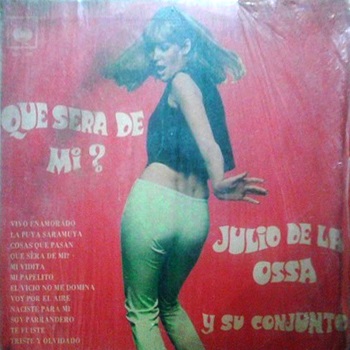 QUE SERA DE
Mi?
VIVO ENAMORADO
LA PUYA SARAMUYA
COSAS QUE PASAN
QUE SERA DE MI?
MI VIDITA
MI PAPELITO
EL VICIO NO ME DOMINA
VOY POR EL AIRE
NACISTE PARA MI
SOY PARRANDERO
TE FUISTE
TRISTE Y OLVIDADO
JULIO DE LA
OSSA
Y SU CONJUNTO